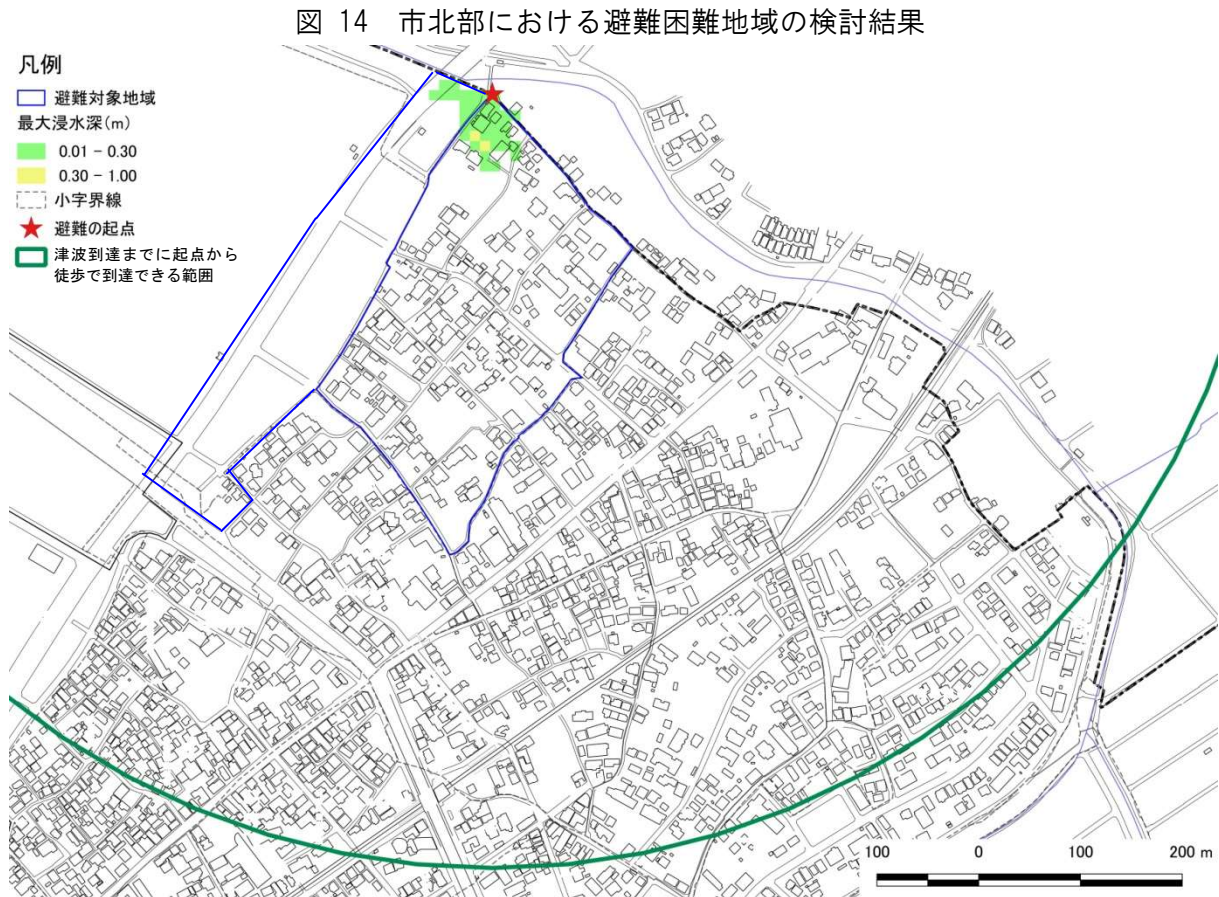 図 14 市北部における避難困難地域の検討結果
凡例
避難対象地域
最大浸水深(m)
0.01 - 0.30
0.30 - 1.00
小字界線
避難の起点
津波到達までに起点から
徒歩で到達できる範囲
100 0 100 200 m